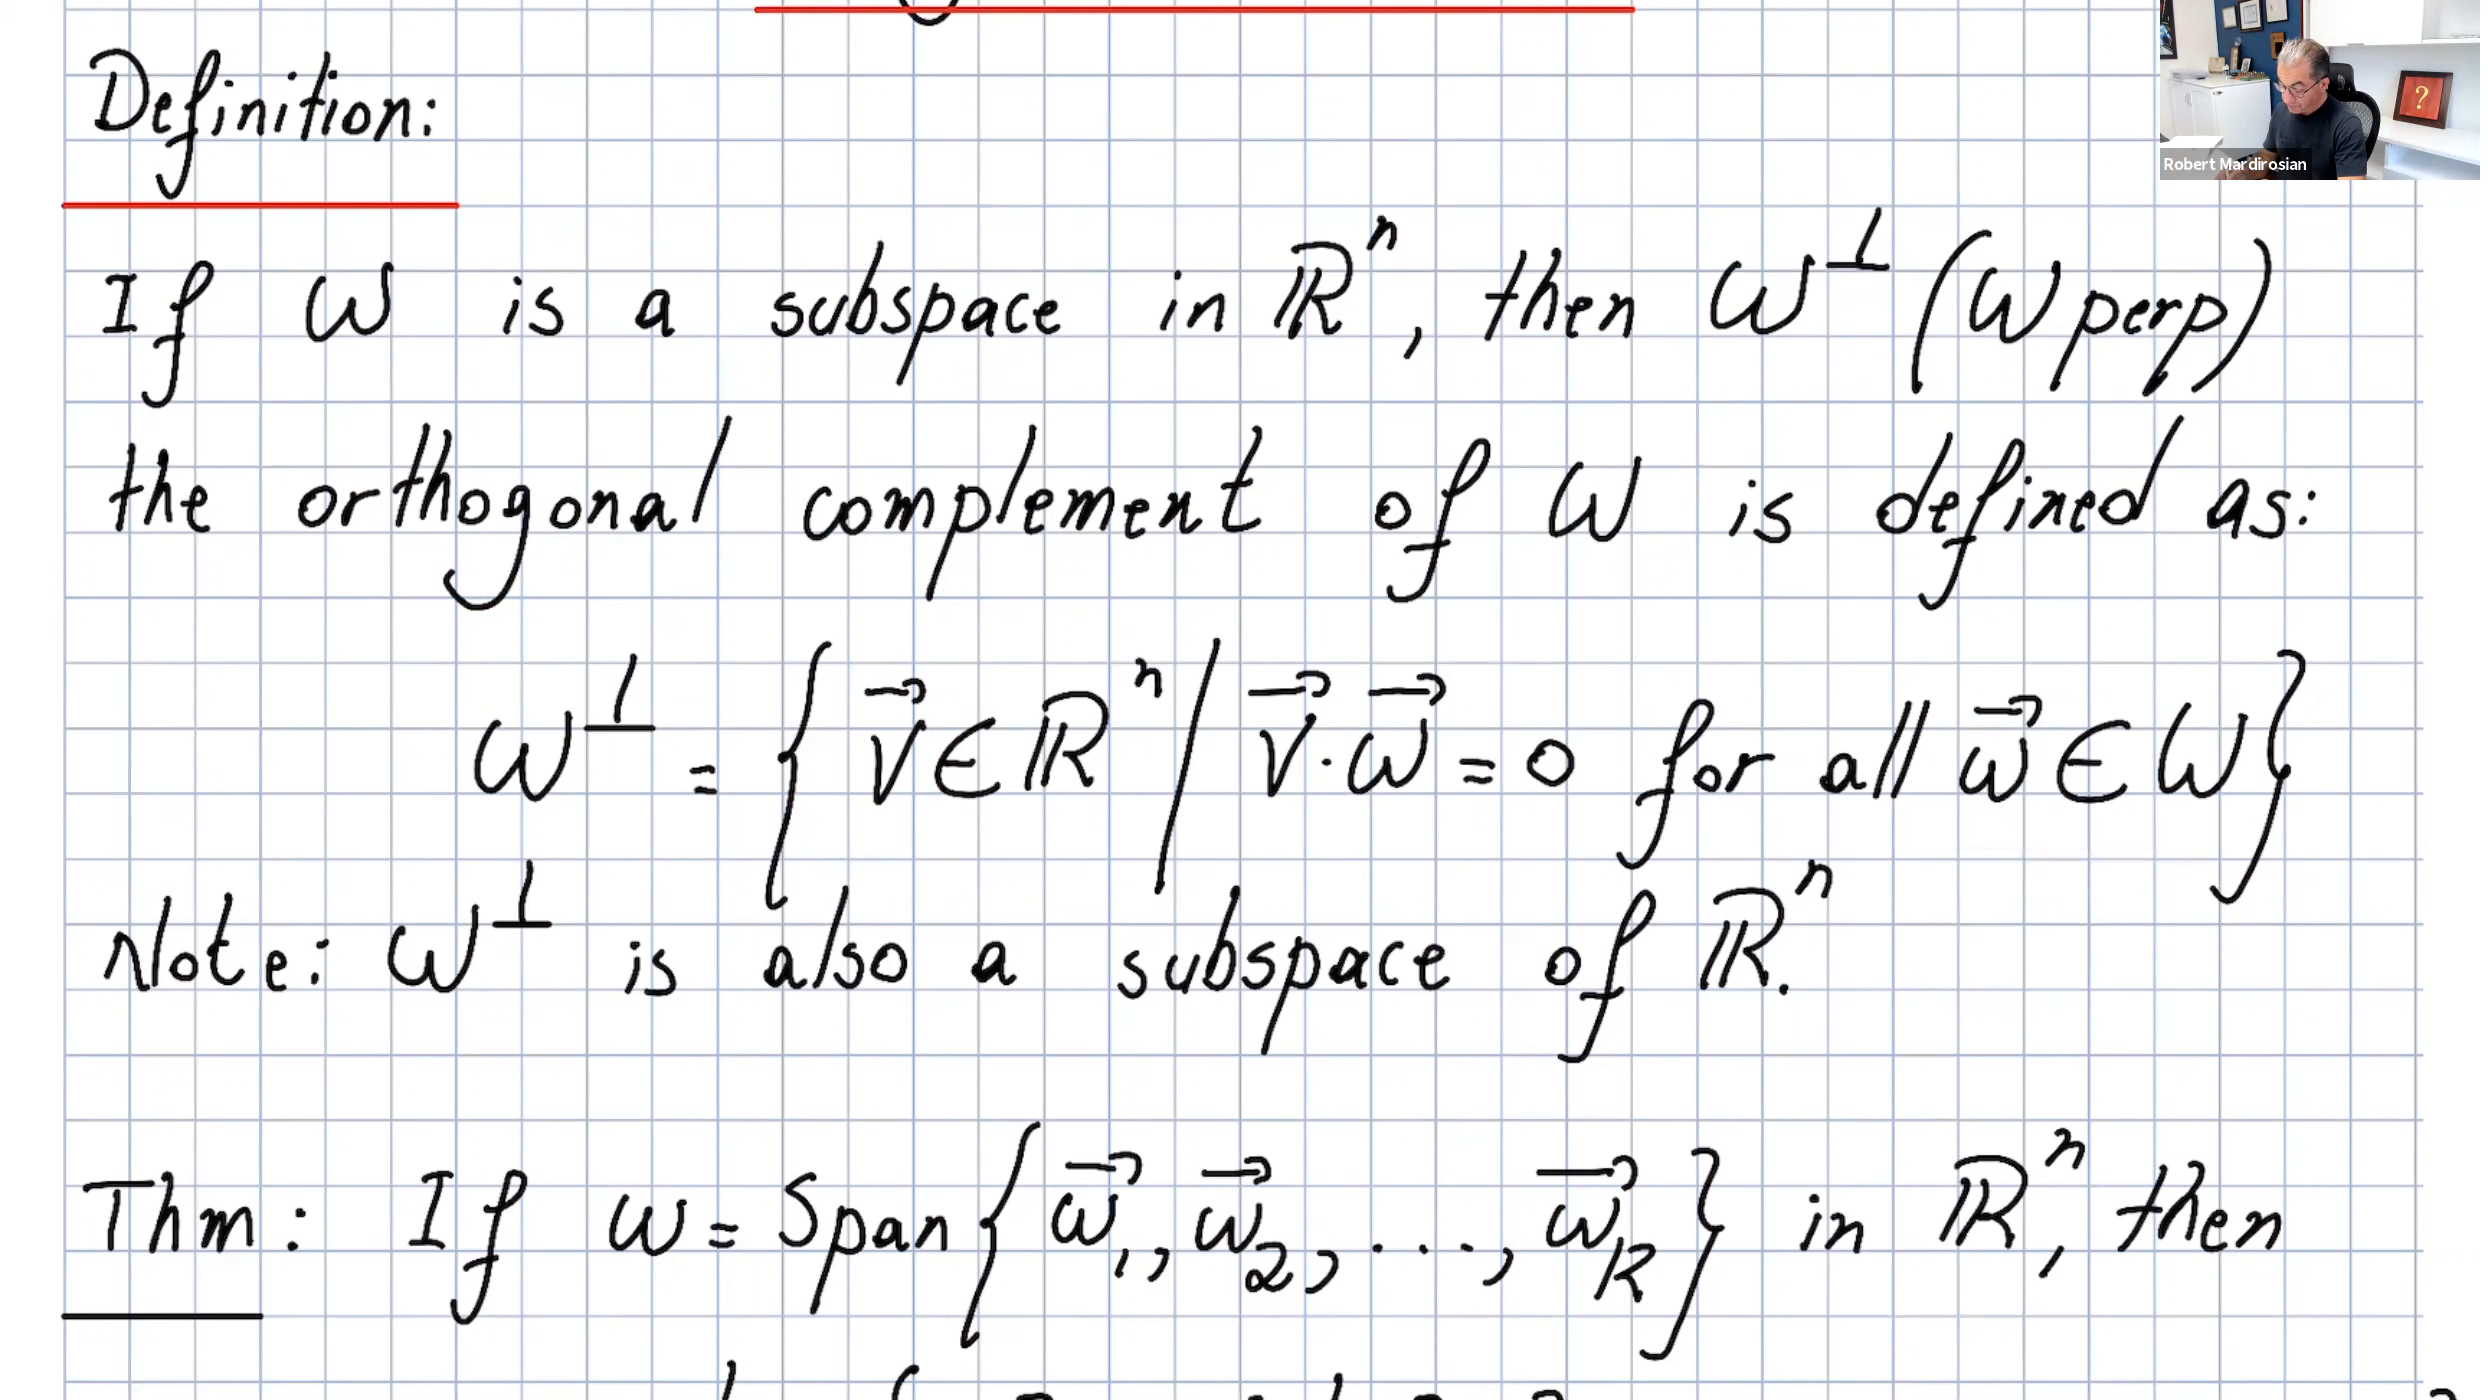 Definition:
?
Robert Mardirosian
If W is a subspace in ℝⁿ, then W^⊥ (W perp)
the orthogonal complement of W is defined as:
W^⊥ = { v⃗ ∈ ℝⁿ / v⃗ · w⃗ = 0 for all w⃗ ∈ W }
Note: W^⊥ is also a subspace of ℝⁿ.
Thm: If W = Span { w⃗₁, w⃗₂, ..., w⃗ₖ } in ℝⁿ, then